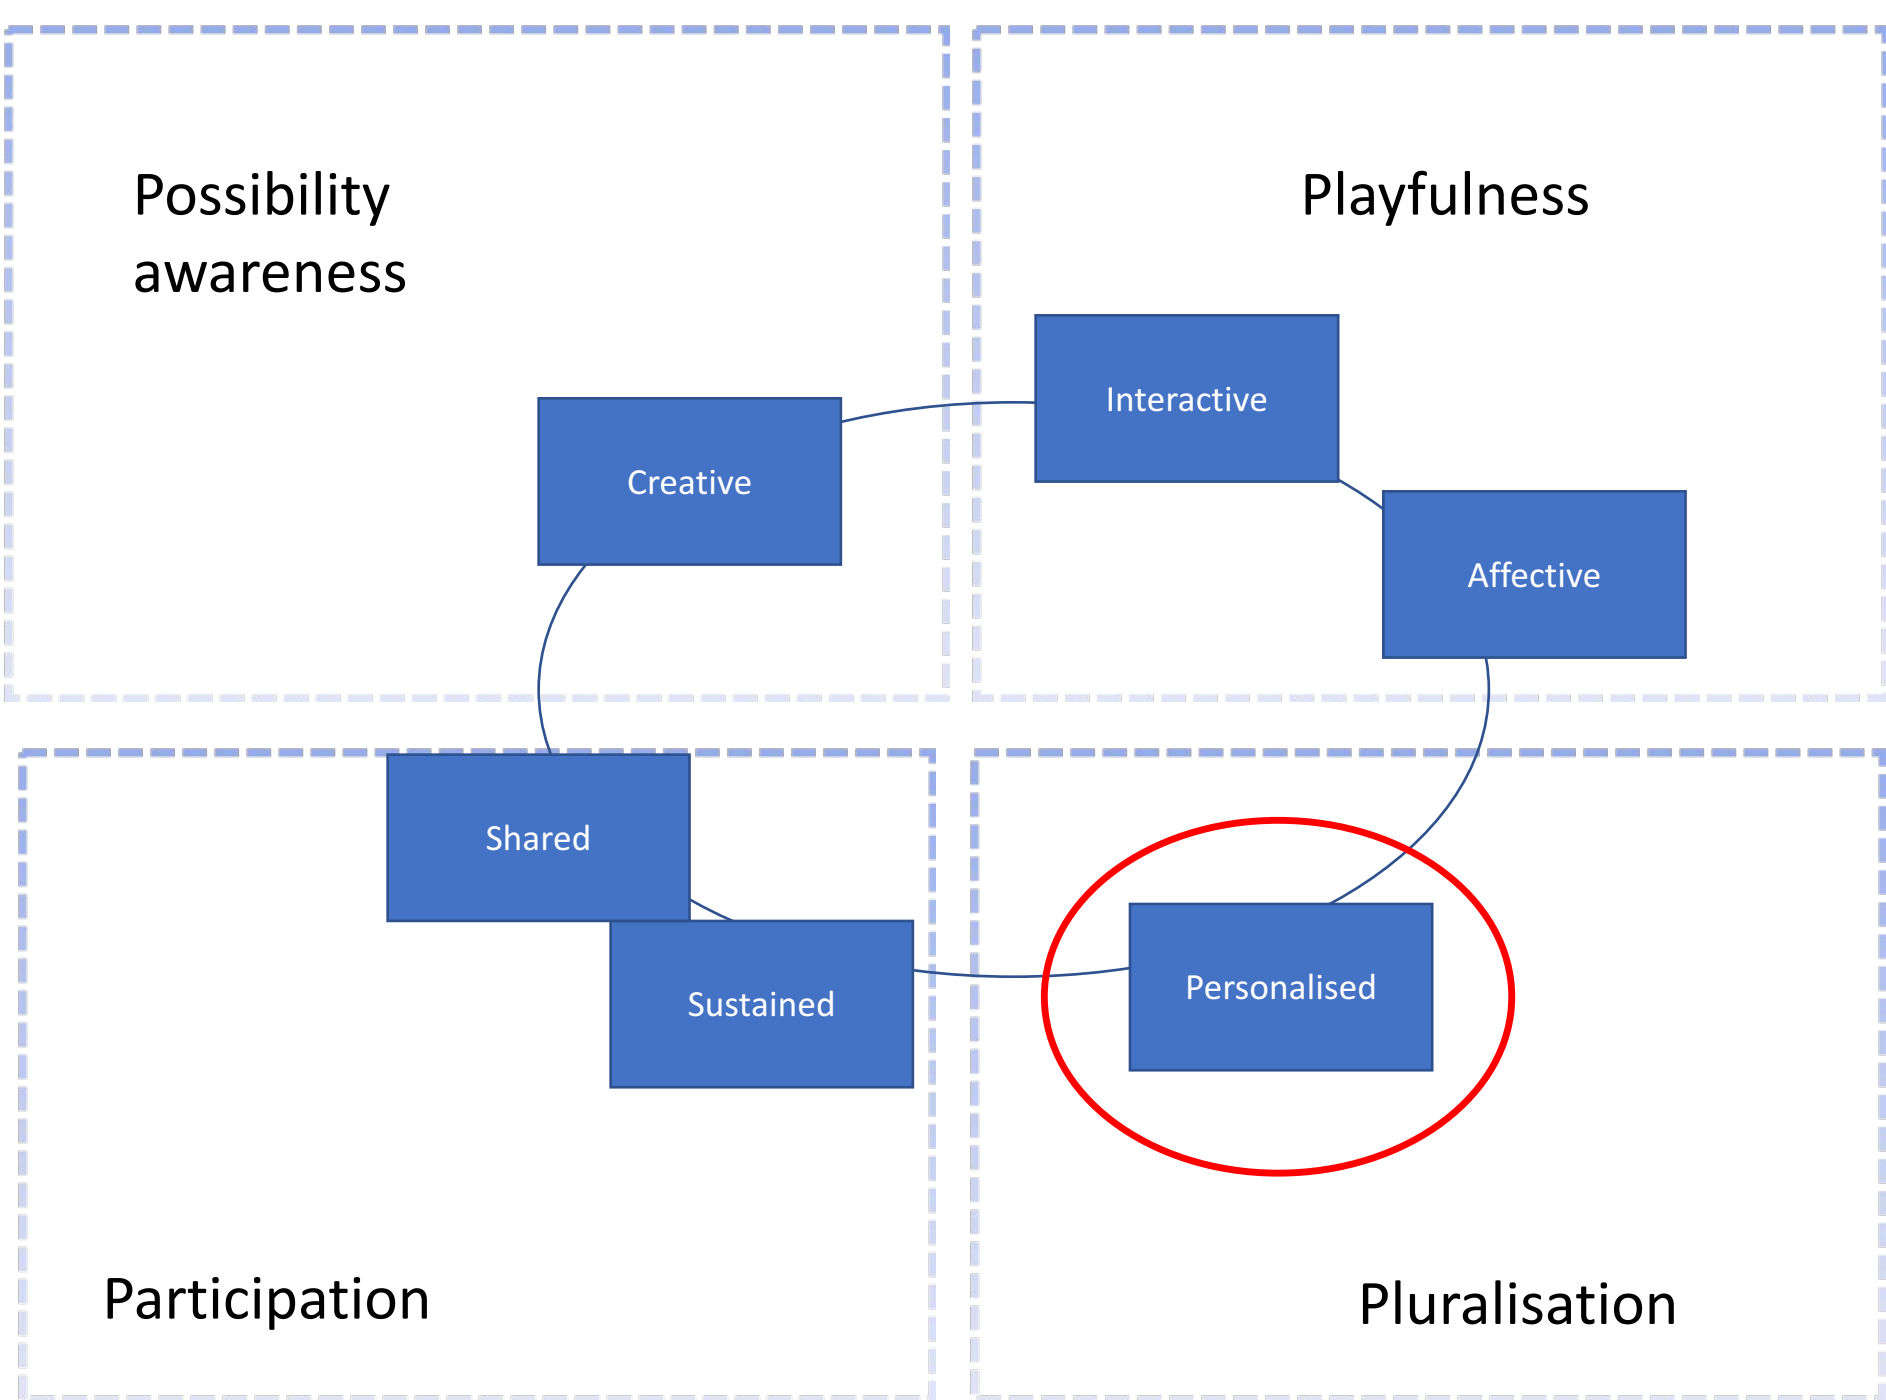 Possibility
awareness
Playfulness
Interactive
Creative
Affective
Shared
Sustained
Personalised
Participation
Pluralisation